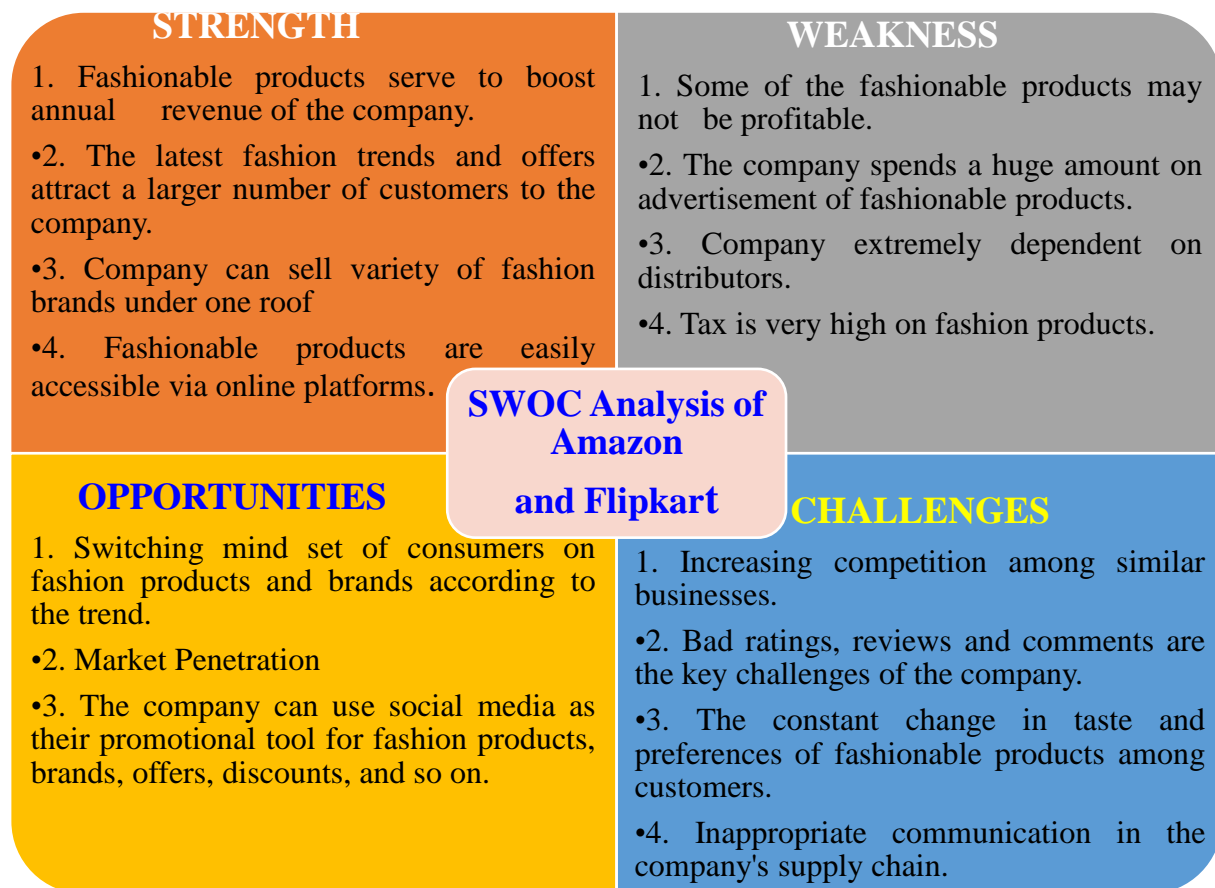 STRENGTH
1. Fashionable products serve to boost
annual revenue of the company.
•2. The latest fashion trends and offers
attract a larger number of customers to the
company.
•3. Company can sell variety of fashion
brands under one roof
•4. Fashionable products are easily
accessible via online platforms.
WEAKNESS
1. Some of the fashionable products may
not be profitable.
•2. The company spends a huge amount on
advertisement of fashionable products.
•3. Company extremely dependent on
distributors.
•4. Tax is very high on fashion products.
SWOC Analysis of
Amazon
and Flipkart
OPPORTUNITIES
1. Switching mind set of consumers on
fashion products and brands according to
the trend.
•2. Market Penetration
•3. The company can use social media as
their promotional tool for fashion products,
brands, offers, discounts, and so on.
CHALLENGES
1. Increasing competition among similar
businesses.
•2. Bad ratings, reviews and comments are
the key challenges of the company.
•3. The constant change in taste and
preferences of fashionable products among
customers.
•4. Inappropriate communication in the
company's supply chain.